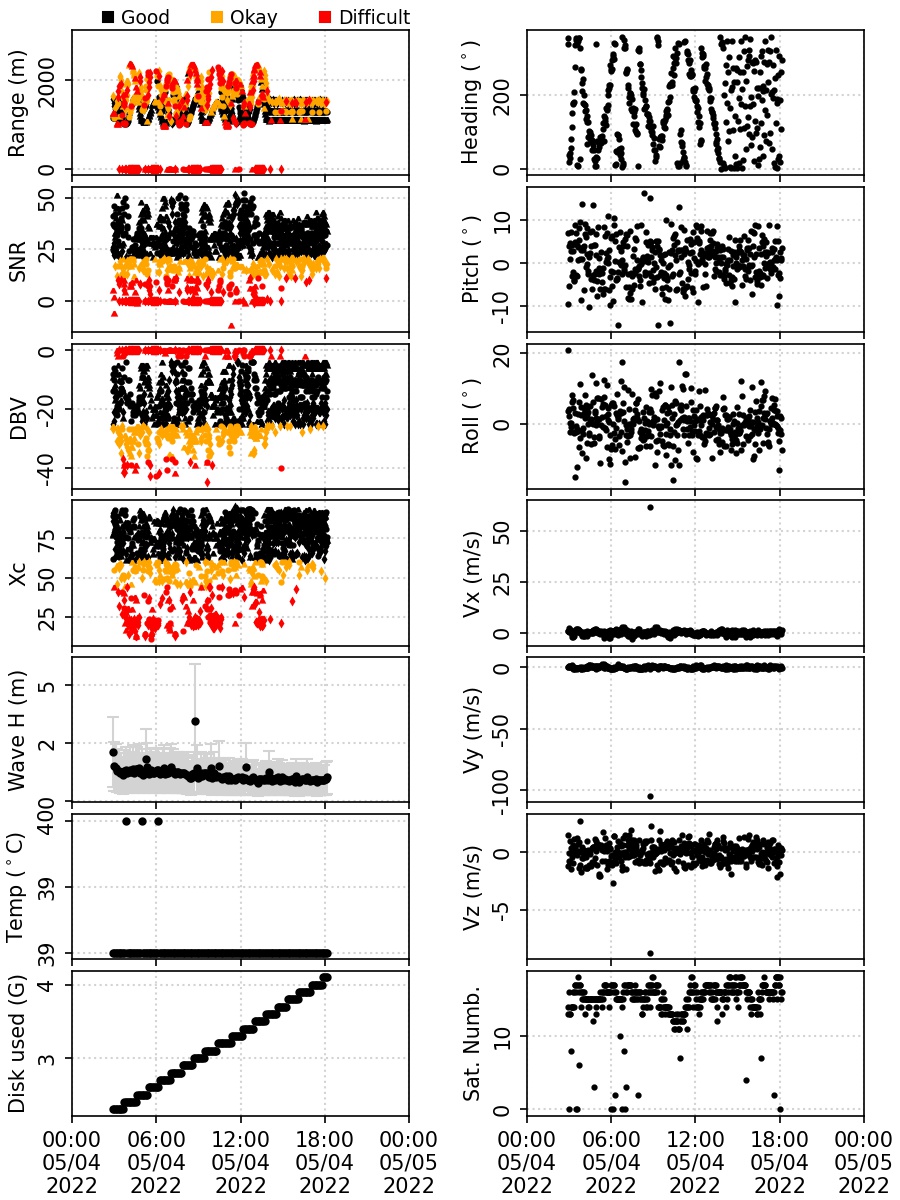 Good Okay Difficult
Range (m)
2000
0
Heading (°)
200
0
SNR
50
25
0
Pitch (°)
10
0
-10
DBV
0
-20
-40
Roll (°)
20
0
Xc
75
50
25
Vx (m/s)
50
25
0
Wave H (m)
5
2
0
Vy (m/s)
0
-50
-100
Temp (°C)
40
39
39
Vz (m/s)
0
-5
Disk used (G)
4
3
Sat. Numb.
10
0
00:00 06:00 12:00 18:00 00:00 00:00 06:00 12:00 18:00 00:00
05/04 05/04 05/04 05/04 05/05 05/04 05/04 05/04 05/04 05/05
2022 2022 2022 2022 2022 2022 2022 2022 2022 2022